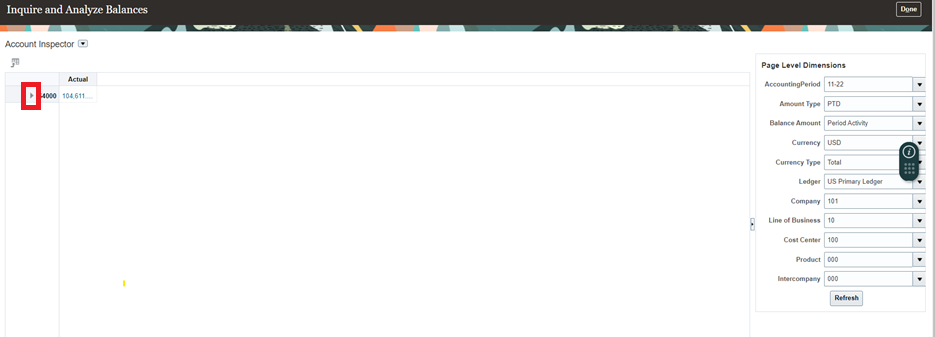 Inquire and Analyze Balances
Done
Account Inspector
Page Level Dimensions
Actual
AccountingPeriod 11-22
4000 104,611....
Amount Type PTD
Balance Amount Period Activity
Currency USD
Currency Type Total
Ledger US Primary Ledger
Company 101
Line of Business 10
Cost Center 100
Product 000
Intercompany 000
Refresh